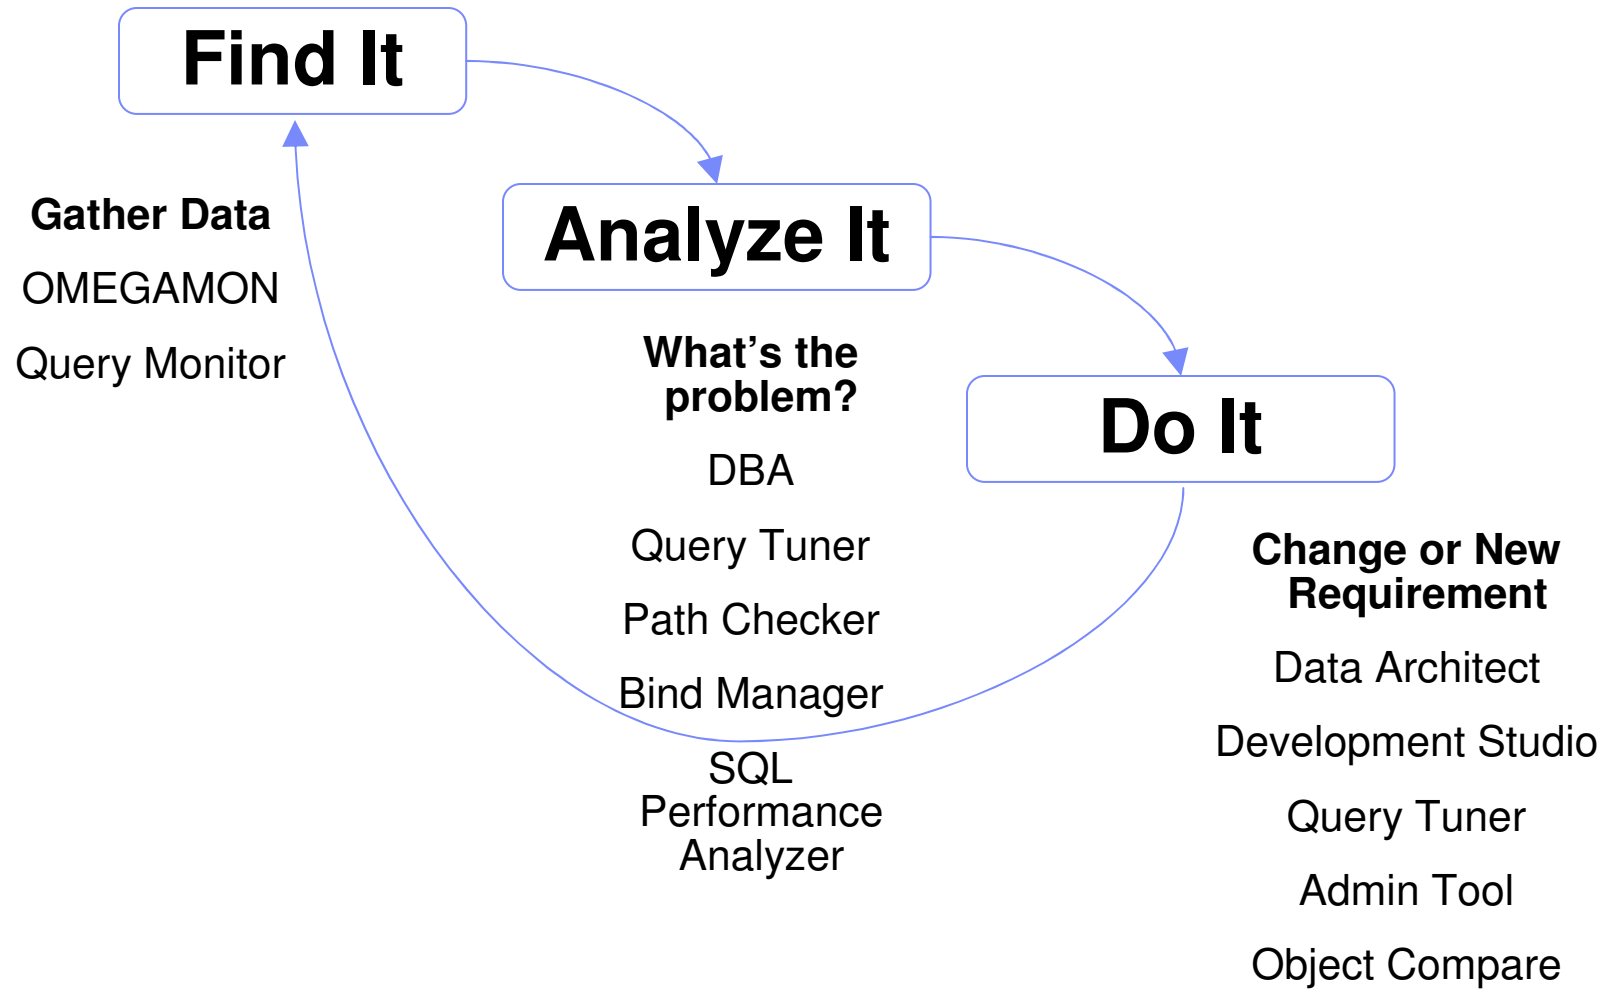 Find It
Gather Data
OMEGAMON
Query Monitor
Analyze It
What's the
problem?
DBA
Query Tuner
Path Checker
Bind Manager
SQL
Performance
Analyzer
Do It
Change or New
Requirement
Data Architect
Development Studio
Query Tuner
Admin Tool
Object Compare